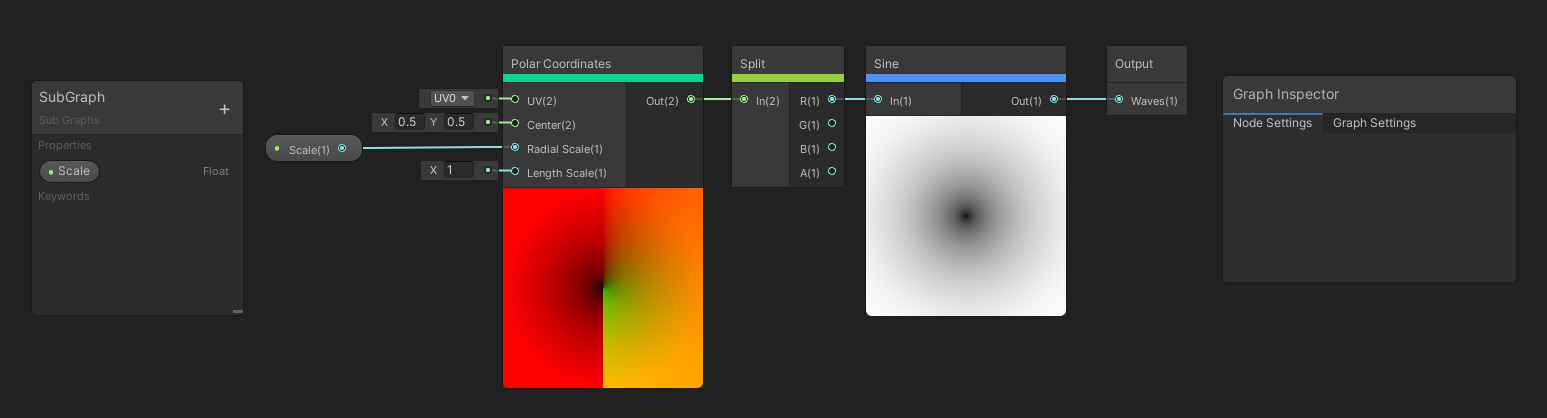 SubGraph
+
Sub Graphs
Properties
Scale Float
Keywords
Scale(1)
UV0
X 0.5 Y 0.5
X 1
Polar Coordinates
UV(2) Out(2)
Center(2)
Radial Scale(1)
Length Scale(1)
Split
In(2) R(1)
G(1)
B(1)
A(1)
Sine
In(1) Out(1)
Output
Waves(1)
Graph Inspector
Node Settings Graph Settings